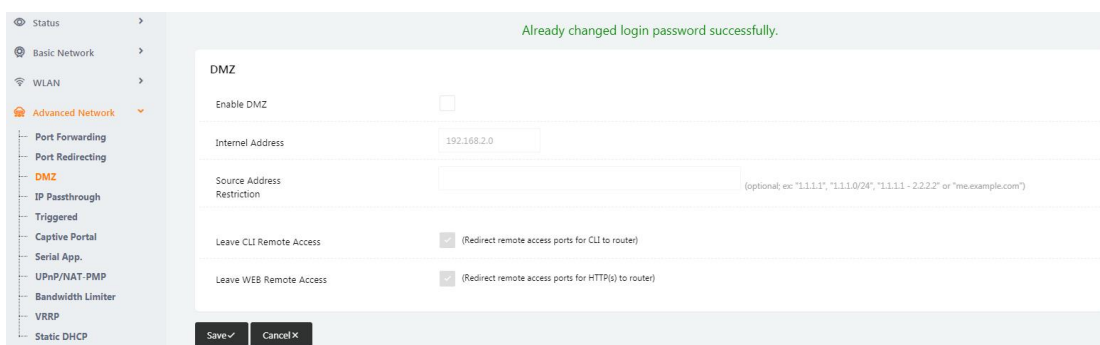 Status
Basic Network
WLAN
Advanced Network
Port Forwarding
Port Redirecting
DMZ
IP Passthrough
Triggered
Captive Portal
Serial App.
UPnP/NAT-PMP
Bandwidth Limiter
VRRP
Static DHCP
Already changed login password successfully.
DMZ
Enable DMZ
Internel Address
192.168.2.0
Source Address
Restriction
(optional; ex: "1.1.1.1", "1.1.1.0/24", "1.1.1.1 - 2.2.2.2" or "me.example.com")
Leave CLI Remote Access
(Redirect remote access ports for CLI to router)
Leave WEB Remote Access
(Redirect remote access ports for HTTP(s) to router)
Save
Cancel